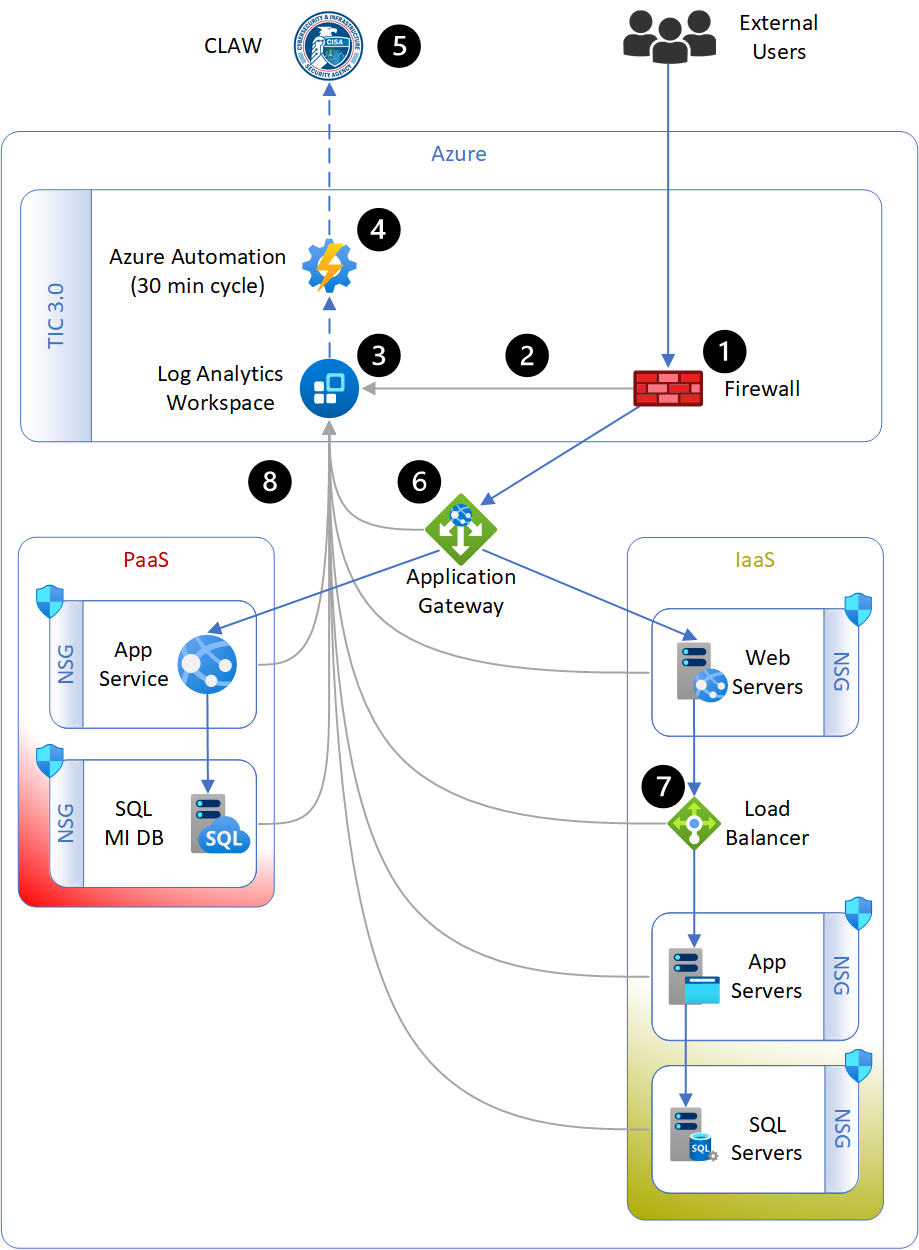 CLAW
CYBERSECURITY & INFRASTRUCTURE
CISA
SECURITY AGENCY
5
External
Users
Azure
TIC 3.0
4
Azure Automation
(30 min cycle)
3
2
1
Log Analytics
Workspace
Firewall
8
6
Application
Gateway
PaaS
NSG
App
Service
NSG
SQL
MI DB
SQL
IaaS
Web
Servers
NSG
7
Load
Balancer
App
Servers
NSG
SQL
Servers
SQL
NSG